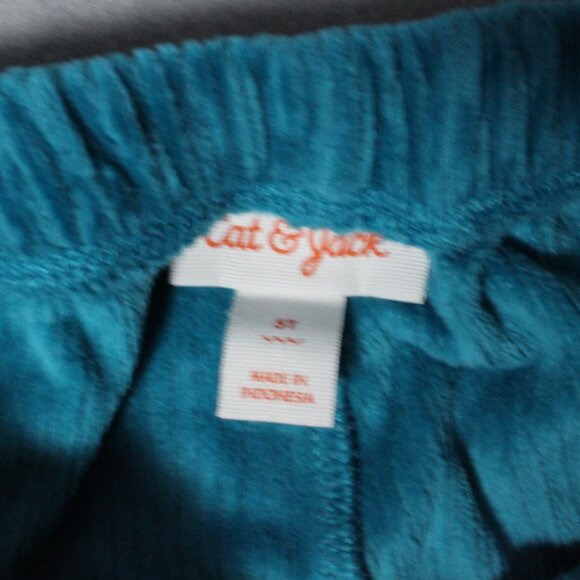 Cat & Jack
5T
MADE IN
INDONESIA